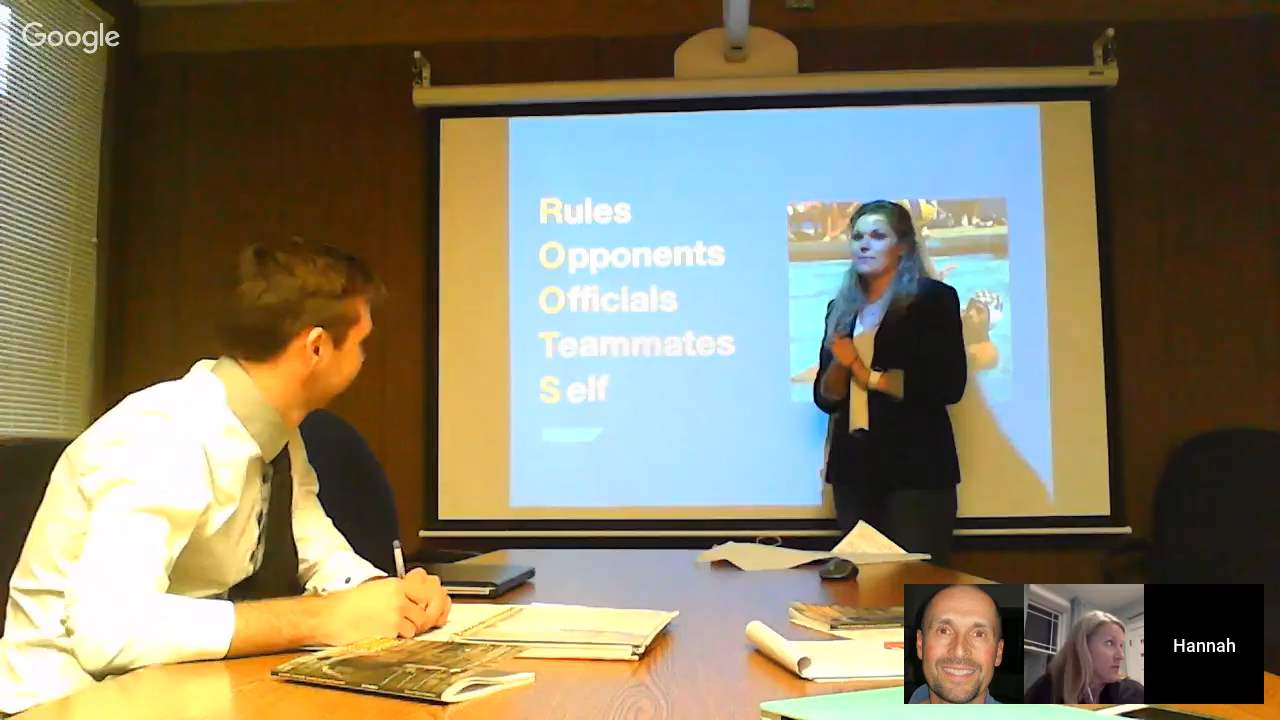 Google
Rules
Opponents
Officials
Teammates
Self
Hannah